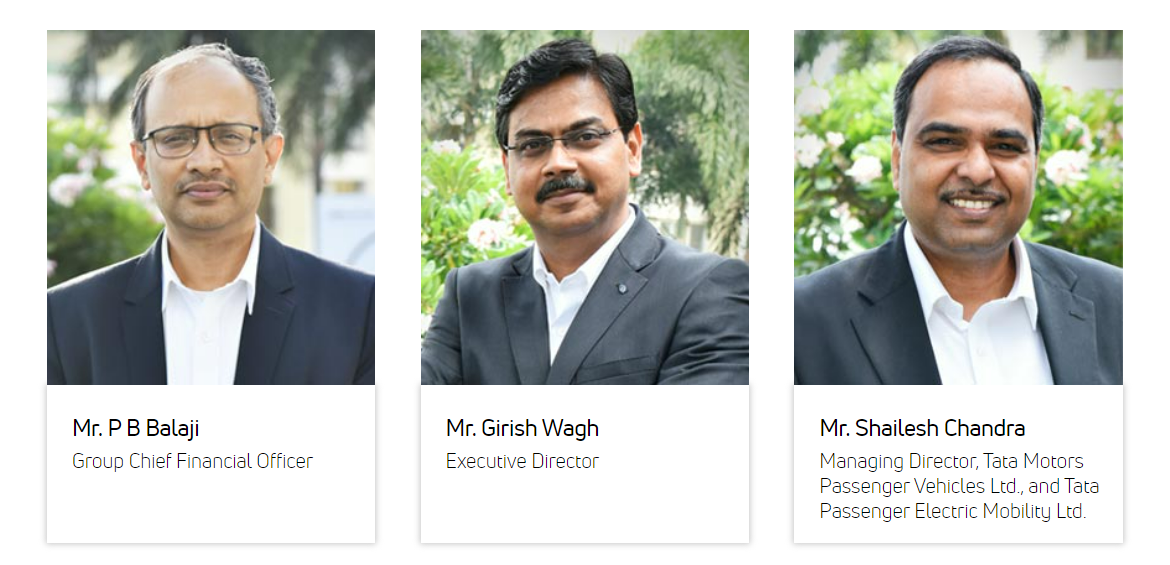 Mr. P B Balaji
Group Chief Financial Officer
Mr. Girish Wagh
Executive Director
Mr. Shailesh Chandra
Managing Director, Tata Motors
Passenger Vehicles Ltd., and Tata
Passenger Electric Mobility Ltd.